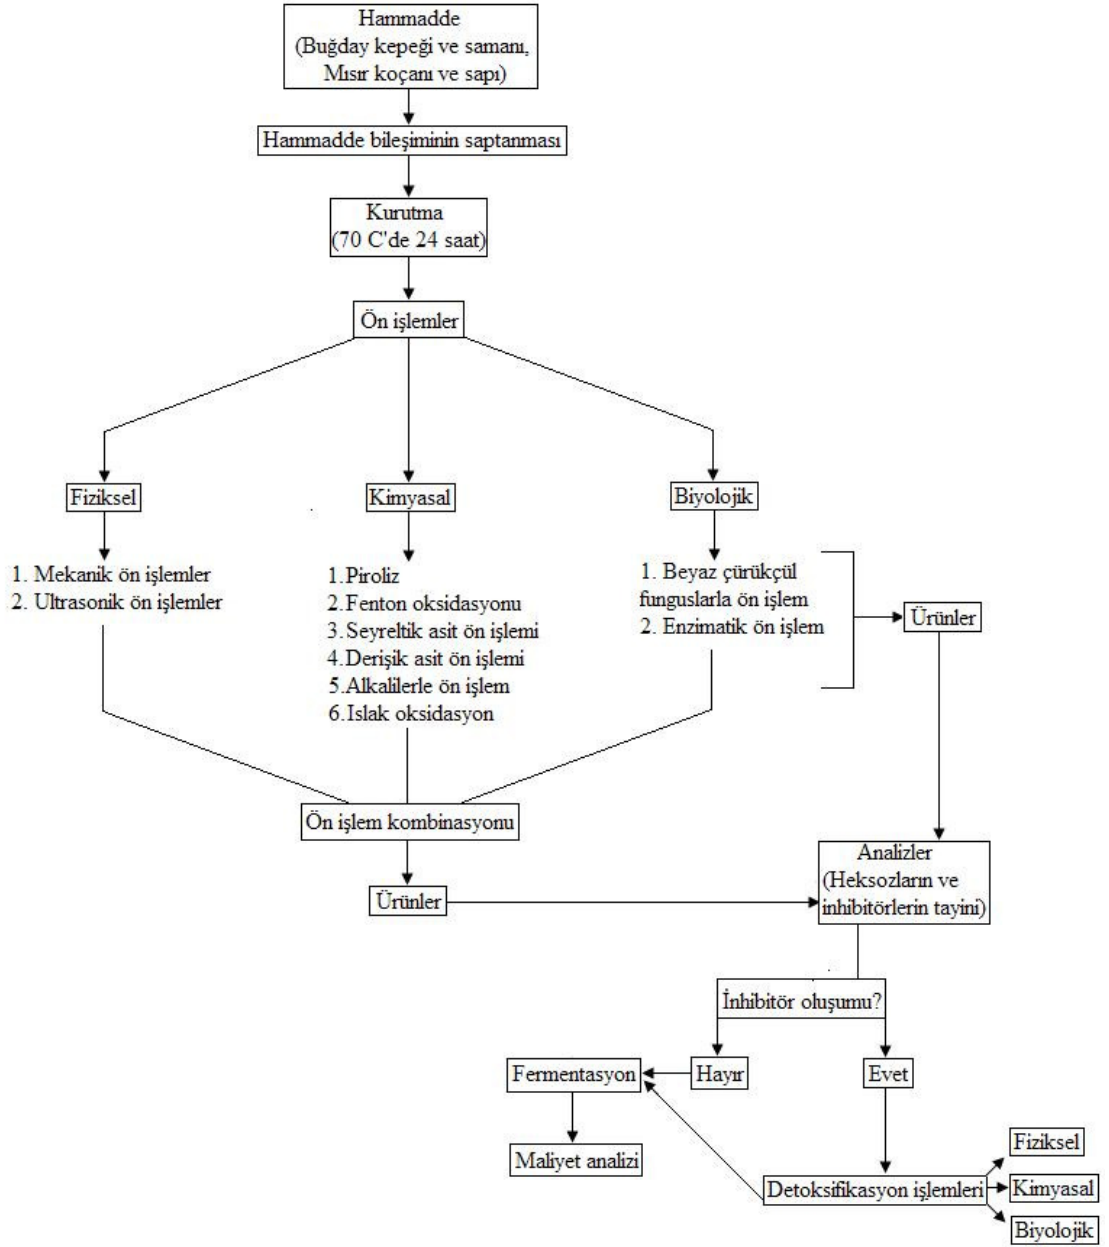 Hammadde
(Buğday kepeği ve samanı,
Mısır koçanı ve sapı)
Hammadde bileşiminin saptanması
Kurutma
(70 C'de 24 saat)
Ön işlemler
Fiziksel
Kimyasal
Biyolojik
1. Mekanik ön işlemler
2. Ultrasonik ön işlemler
1.Piroliz
2.Fenton oksidasyonu
3.Seyreltik asit ön işlemi
4.Derişik asit ön işlemi
5.Alkalilerle ön işlem
6.Islak oksidasyon
1. Beyaz çürükçül
funguslarla ön işlem
2. Enzimatik ön işlem
Ürünler
Ön işlem kombinasyonu
Ürünler
Analizler
(Heksozların ve
inhibitörlerin tayini)
İnhibitör oluşumu?
Fermentasyon
Hayır
Evet
Maliyet analizi
Detoksifikasyon işlemleri
Fiziksel
Kimyasal
Biyolojik